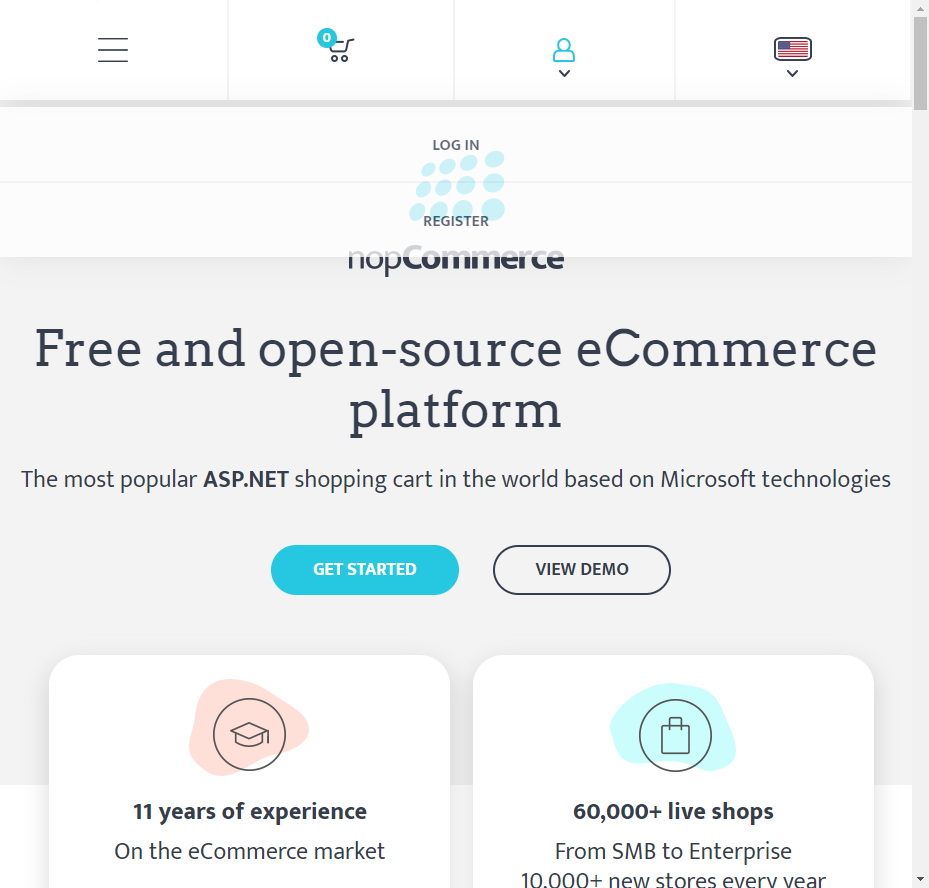 0
LOG IN
REGISTER
nopCommerce
Free and open-source eCommerce
platform
The most popular ASP.NET shopping cart in the world based on Microsoft technologies
GET STARTED
VIEW DEMO
11 years of experience
On the eCommerce market
60,000+ live shops
From SMB to Enterprise
10,000+ new stores every year